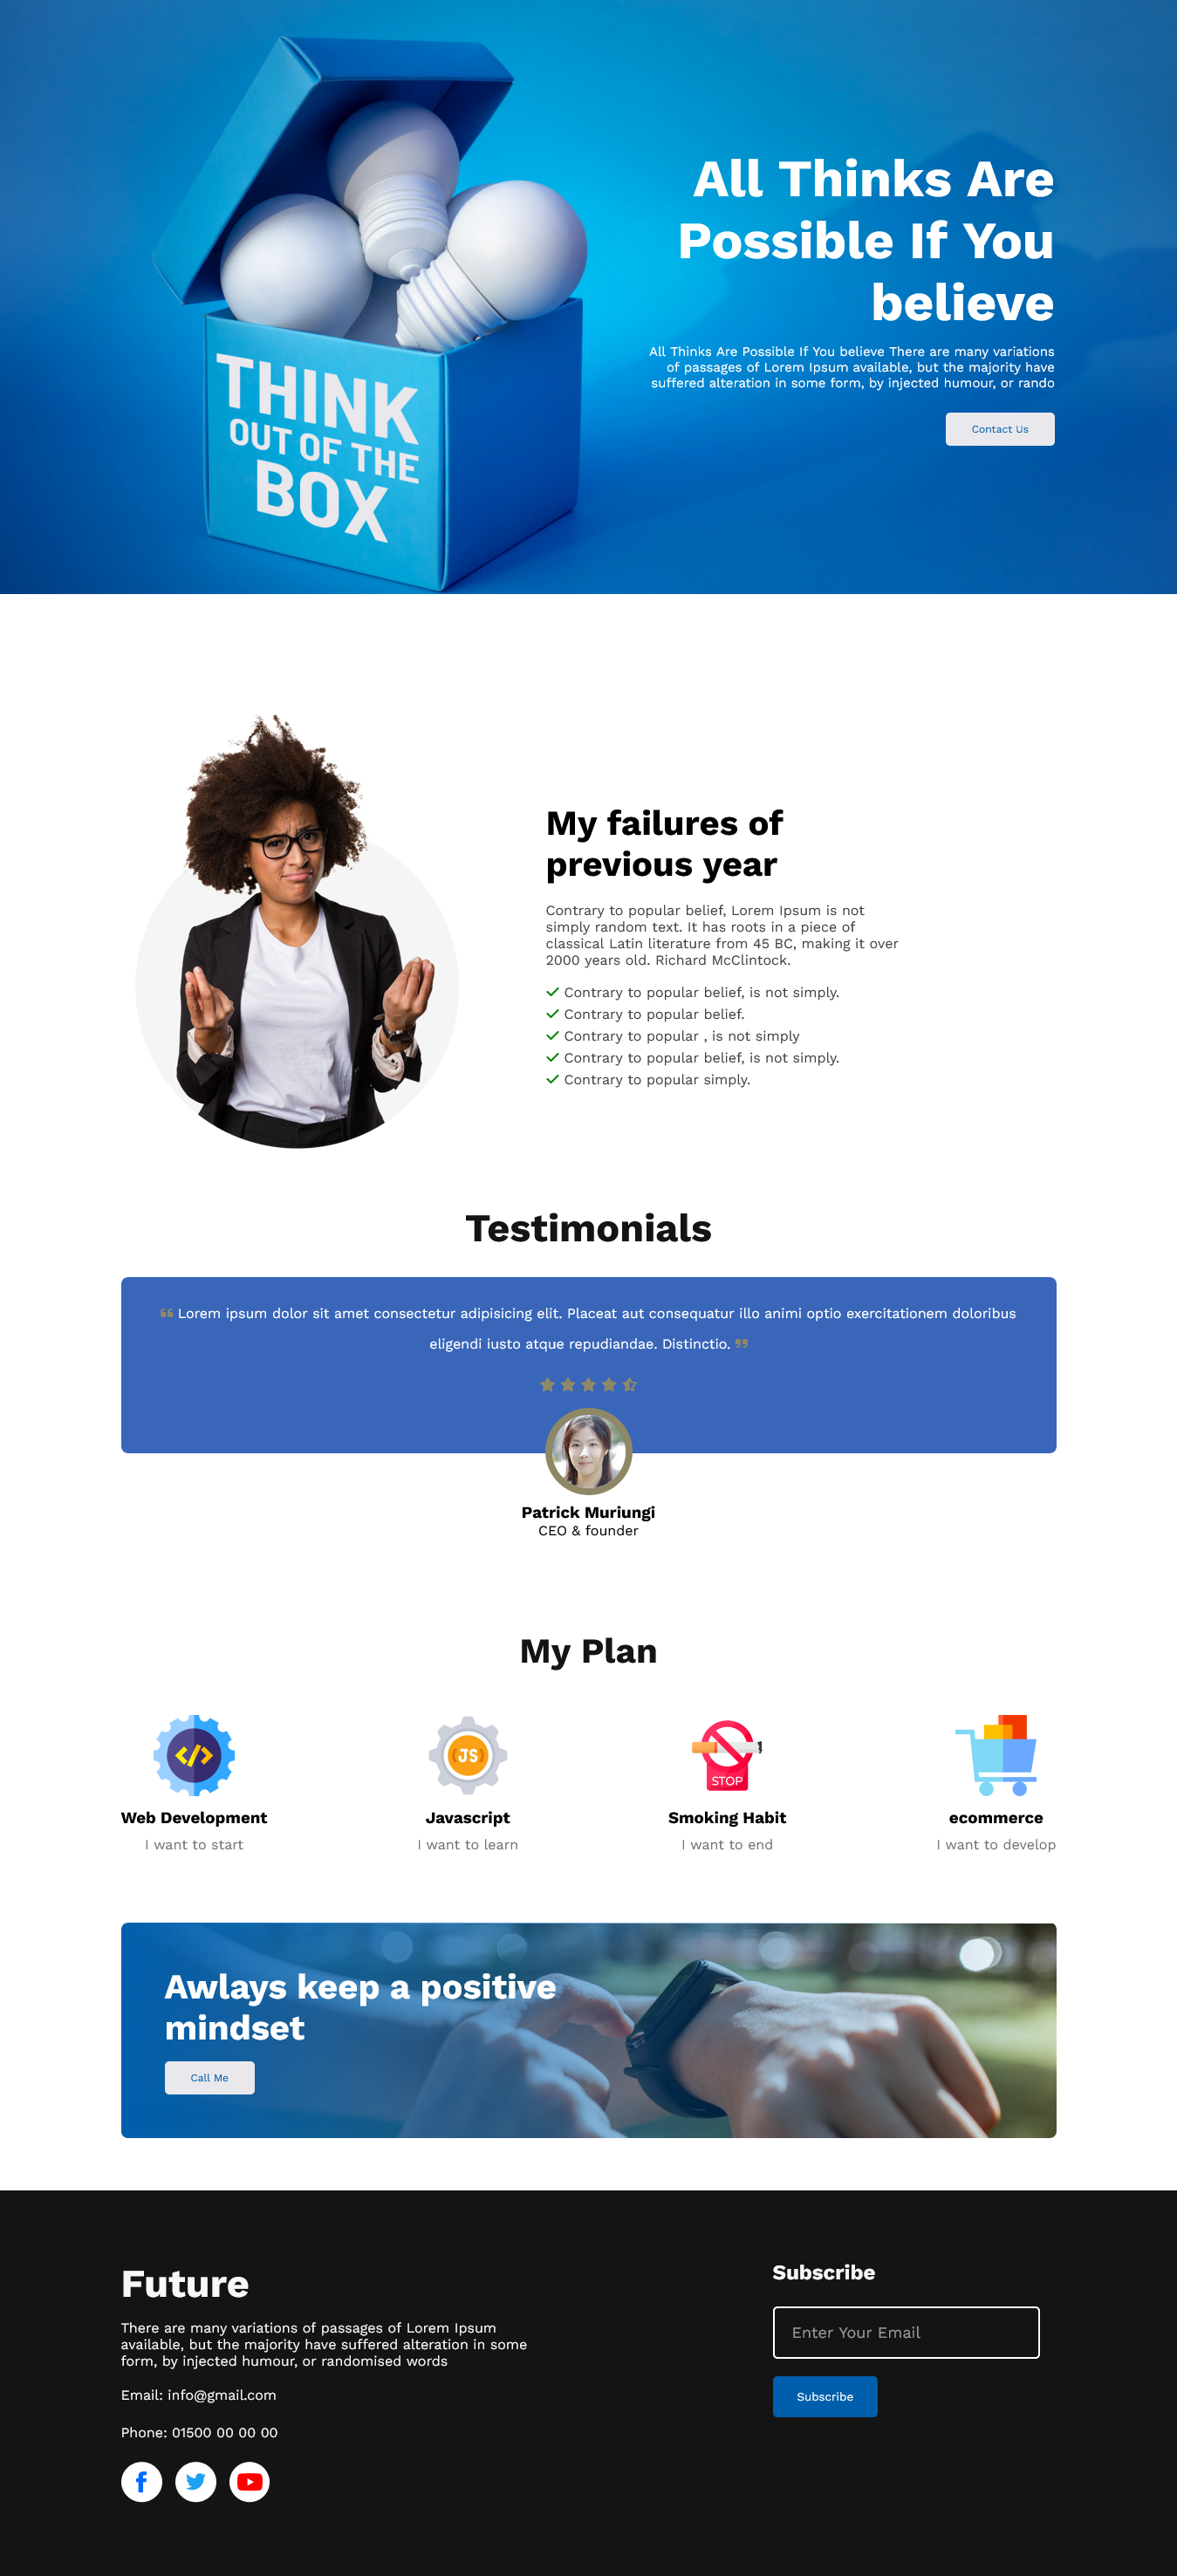 THINK
OUT OF THE
BOX
All Thinks Are
Possible If You
believe
All Thinks Are Possible If You believe There are many variations
of passages of Lorem Ipsum available, but the majority have
suffered alteration in some form, by injected humour, or rando
Contact Us
My failures of
previous year
Contrary to popular belief, Lorem Ipsum is not
simply random text. It has roots in a piece of
classical Latin literature from 45 BC, making it over
2000 years old. Richard McClintock.
Contrary to popular belief, is not simply.
Contrary to popular belief.
Contrary to popular , is not simply
Contrary to popular belief, is not simply.
Contrary to popular simply.
Testimonials
“ Lorem ipsum dolor sit amet consectetur adipisicing elit. Placeat aut consequatur illo animi optio exercitationem doloribus
eligendi iusto atque repudiandae. Distinctio. ”
Patrick Muriungi
CEO & founder
My Plan
JS
STOP
Web Development
Javascript
Smoking Habit
ecommerce
I want to start
I want to learn
I want to end
I want to develop
Awlays keep a positive
mindset
Call Me
Future
There are many variations of passages of Lorem Ipsum
available, but the majority have suffered alteration in some
form, by injected humour, or randomised words
Email: info@gmail.com
Phone: 01500 00 00 00
Subscribe
Enter Your Email
Subscribe